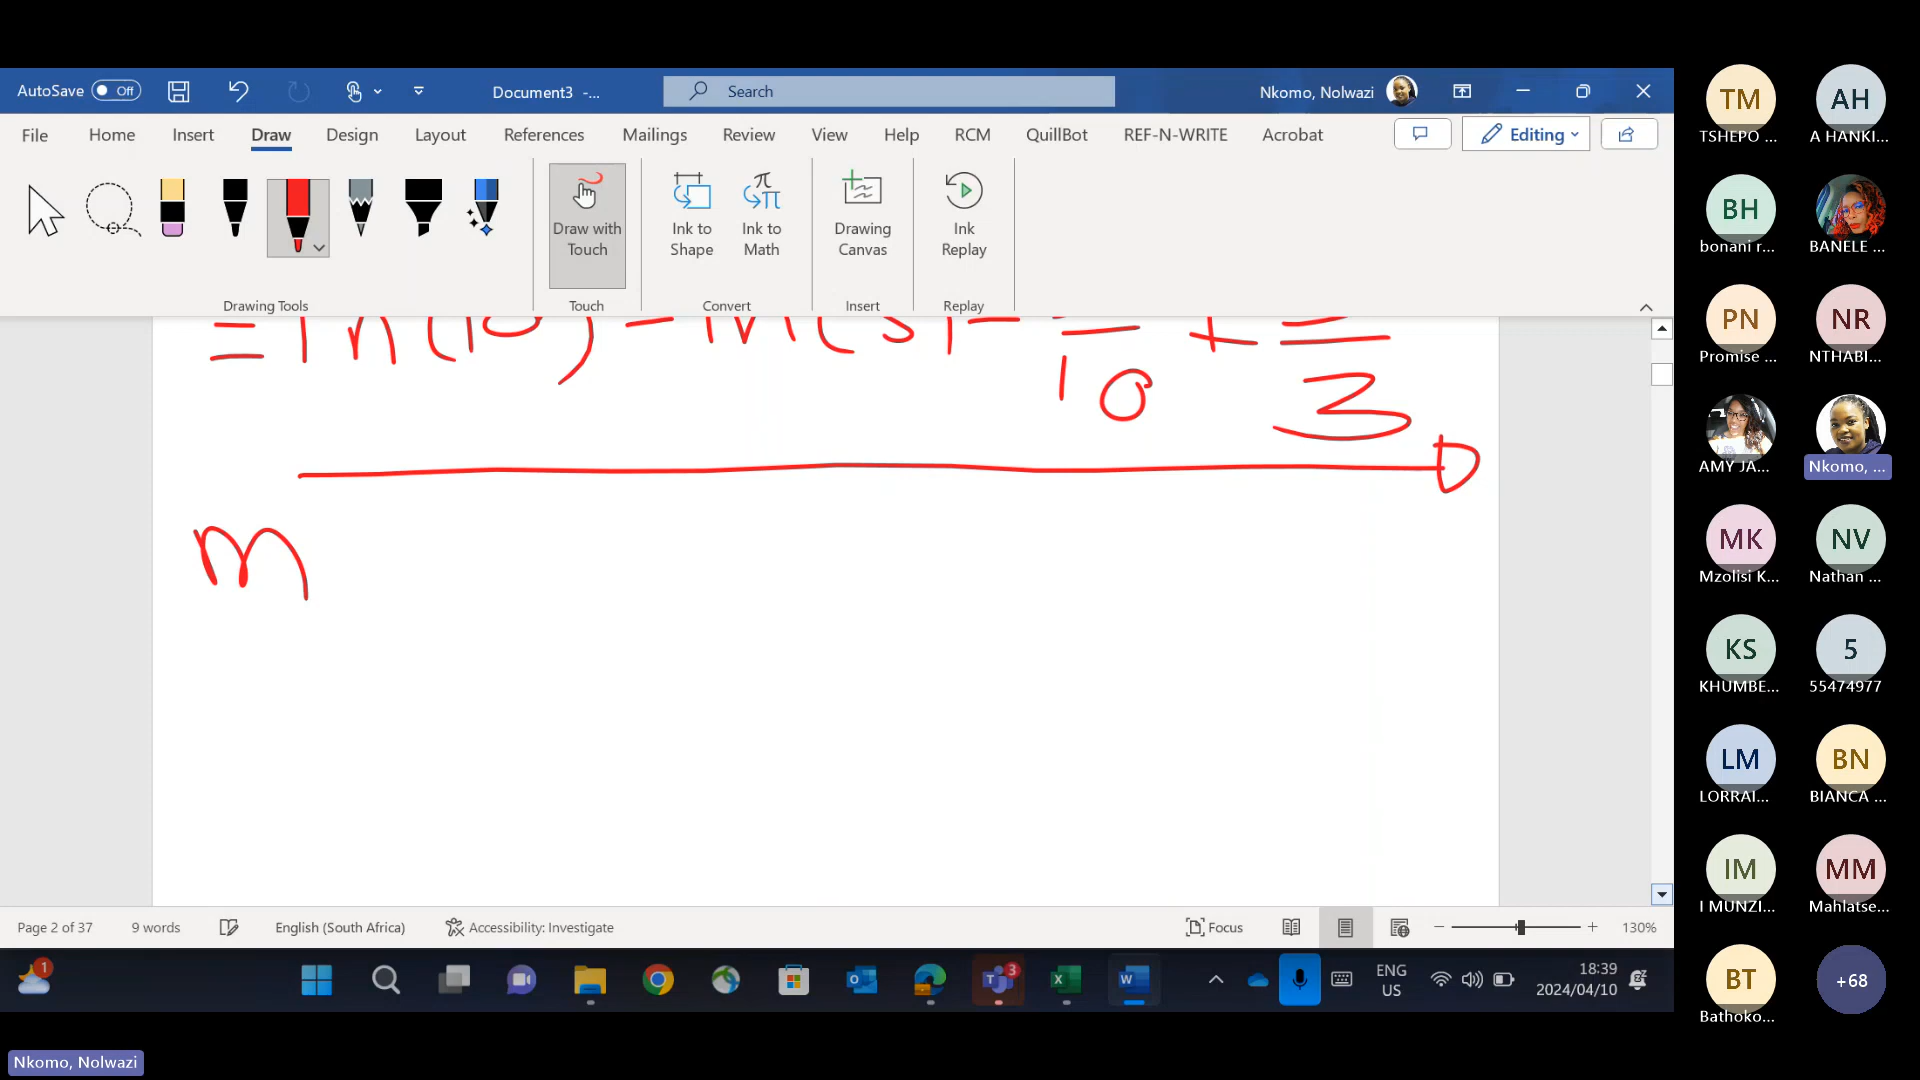 AutoSave Off Document3 -... Search Nkomo, Nolwazi
File Home Insert Draw Design Layout References Mailings Review View Help RCM QuillBot REF-N-WRITE Acrobat Editing
Draw with Touch
Ink to Shape
Ink to Math
Drawing Canvas
Ink Replay
Drawing Tools Touch Convert Insert Replay
10 3
m
Page 2 of 37 9 words English (South Africa) Accessibility: Investigate Focus 130%
1 3 ENG US 18:39 2024/04/10
Nkomo, Nolwazi
TM AH
TSHEPO ... A HANKI...
BH
bonani r... BANELE ...
PN NR
Promise ... NTHABI...
AMY JA... Nkomo, ...
MK NV
Mzolisi K... Nathan ...
KS 5
KHUMBE... 55474977
LM BN
LORRAI... BIANCA ...
IM MM
I MUNZI... Mahlatse...
BT +68
Bathoko...